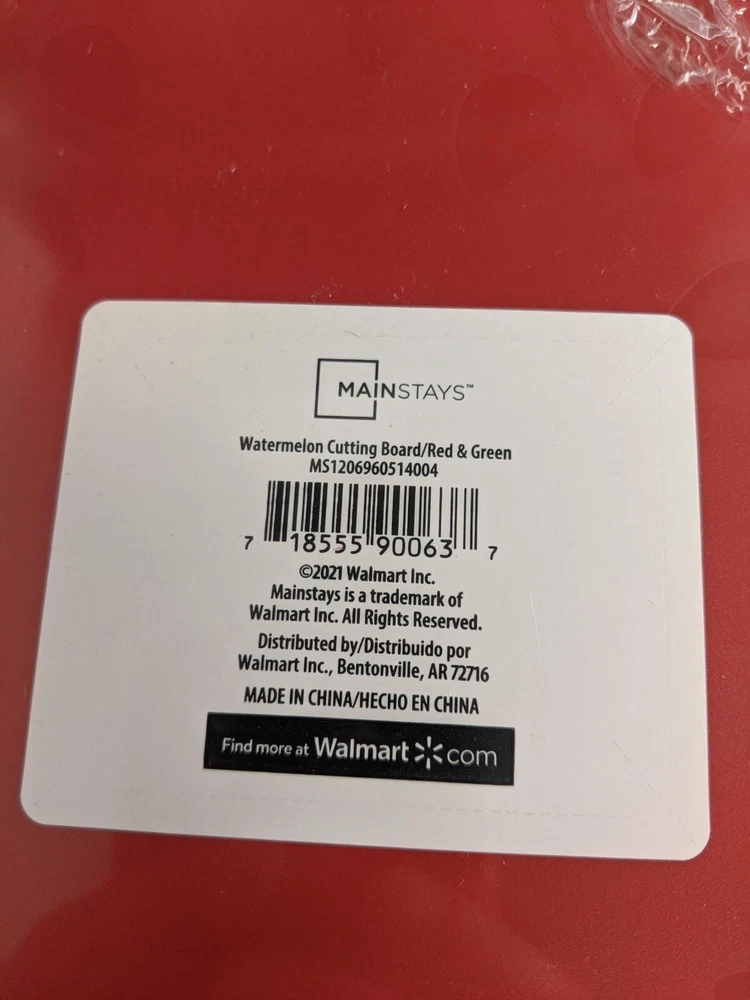 MAINSTAYS™
Watermelon Cutting Board/Red & Green
MS1206960514004
7 18555 90063 7
©2021 Walmart Inc.
Mainstays is a trademark of
Walmart Inc. All Rights Reserved.
Distributed by/Distribuido por
Walmart Inc., Bentonville, AR 72716
MADE IN CHINA/HECHO EN CHINA
Find more at Walmart com